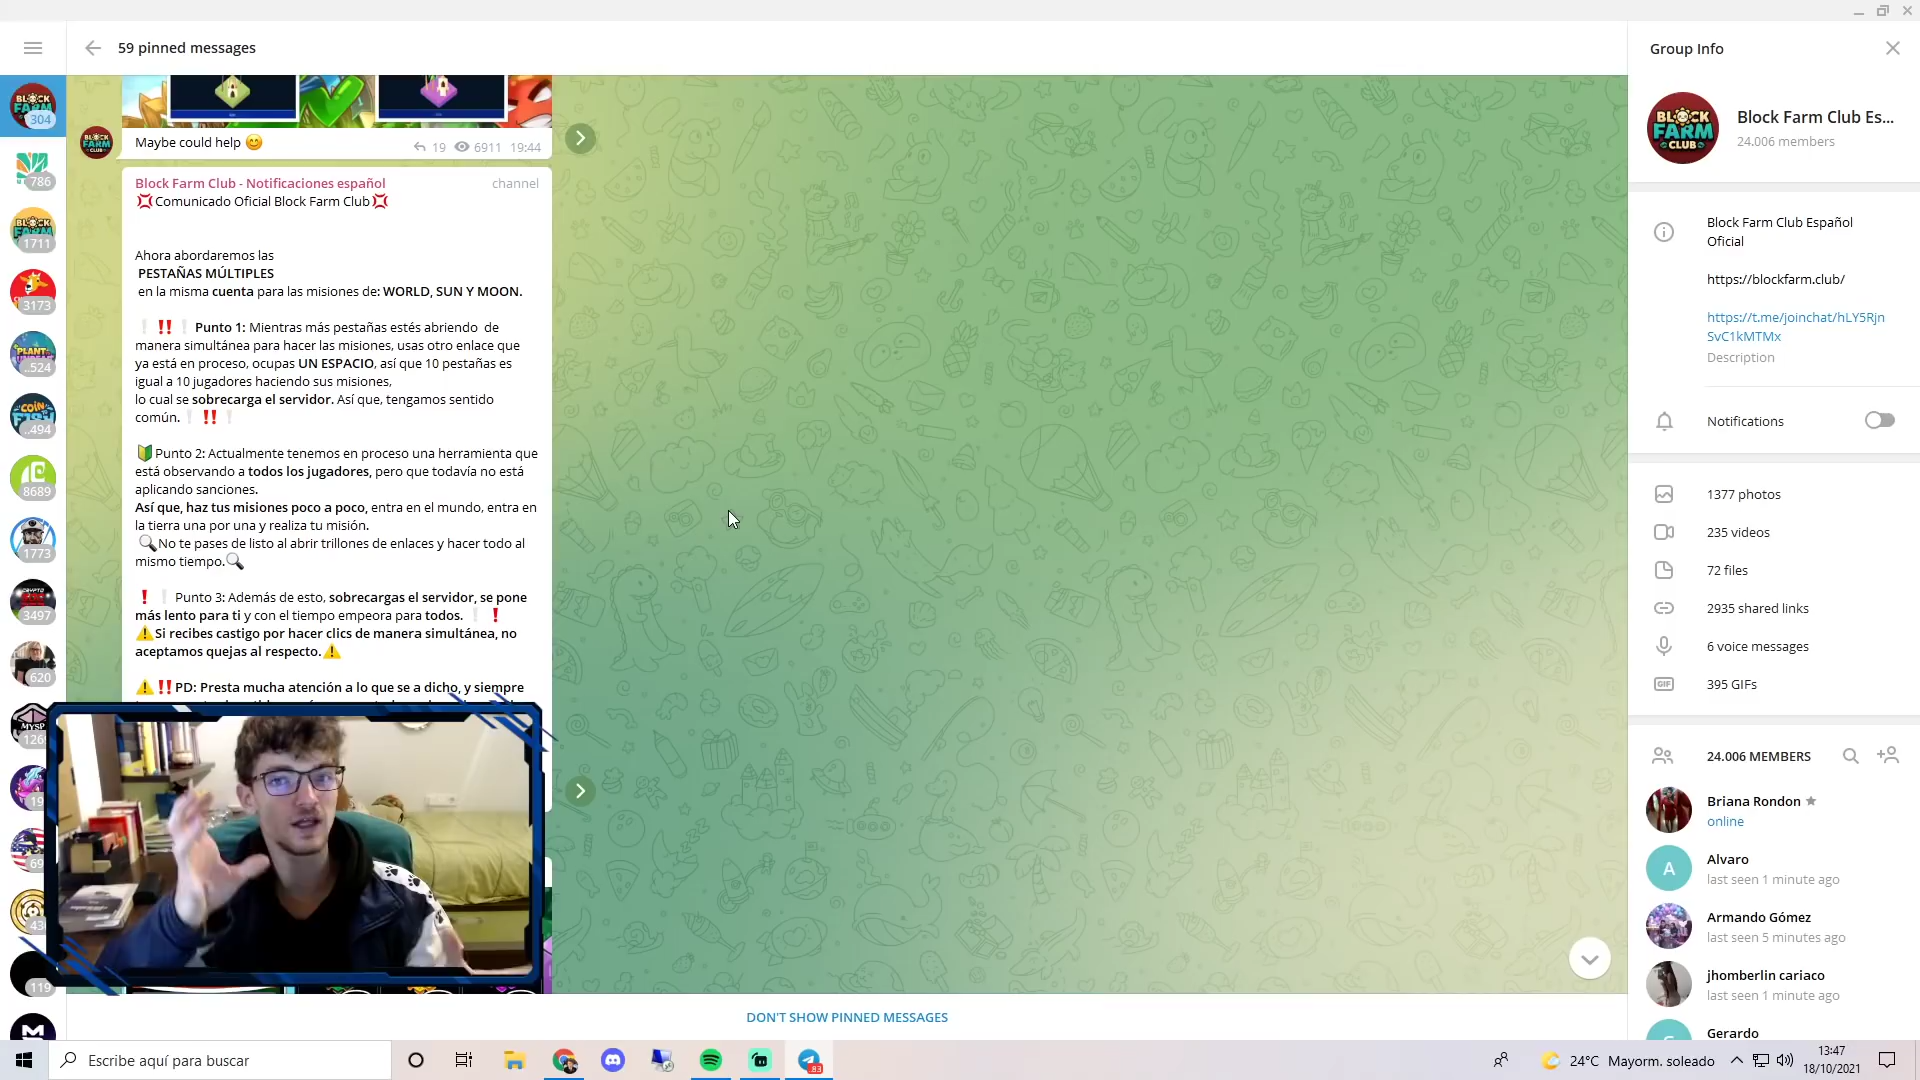 59 pinned messages
Maybe could help 😊
19 6911 19:44
Block Farm Club - Notificaciones español channel
💢Comunicado Oficial Block Farm Club💢
Ahora abordaremos las
PESTAÑAS MÚLTIPLES
en la misma cuenta para las misiones de: WORLD, SUN Y MOON.
❕‼️❕Punto 1: Mientras más pestañas estés abriendo de
manera simultánea para hacer las misiones, usas otro enlace que
ya está en proceso, ocupas UN ESPACIO, así que 10 pestañas es
igual a 10 jugadores haciendo sus misiones,
lo cual se sobrecarga el servidor. Así que, tengamos sentido
común.❕‼️❕
🔰Punto 2: Actualmente tenemos en proceso una herramienta que
está observando a todos los jugadores, pero que todavía no está
aplicando sanciones.
Así que, haz tus misiones poco a poco, entra en el mundo, entra en
la tierra una por una y realiza tu misión.
🔍No te pases de listo al abrir trillones de enlaces y hacer todo al
mismo tiempo.🔍
❗❕Punto 3: Además de esto, sobrecargas el servidor, se pone
más lento para ti y con el tiempo empeora para todos.❕❗
⚠️Si recibes castigo por hacer clics de manera simultánea, no
aceptamos quejas al respecto.⚠️
⚠️‼️PD: Presta mucha atención a lo que se a dicho, y siempre
DON'T SHOW PINNED MESSAGES
BLOCK FARM CLUB
304
786
1711
3173
..524
..494
8689
1773
3497
620
119
Group Info
BLOCK FARM CLUB
Block Farm Club Es...
24.006 members
Block Farm Club Español
Oficial
https://blockfarm.club/
https://t.me/joinchat/hLY5Rjn
SvC1kMTMx
Description
Notifications
1377 photos
235 videos
72 files
2935 shared links
6 voice messages
GIF 395 GIFs
24.006 MEMBERS
Briana Rondon
online
A
Alvaro
last seen 1 minute ago
Armando Gómez
last seen 5 minutes ago
jhomberlin cariaco
last seen 1 minute ago
Gerardo
Escribe aquí para buscar
24°C Mayorm. soleado
13:47
18/10/2021